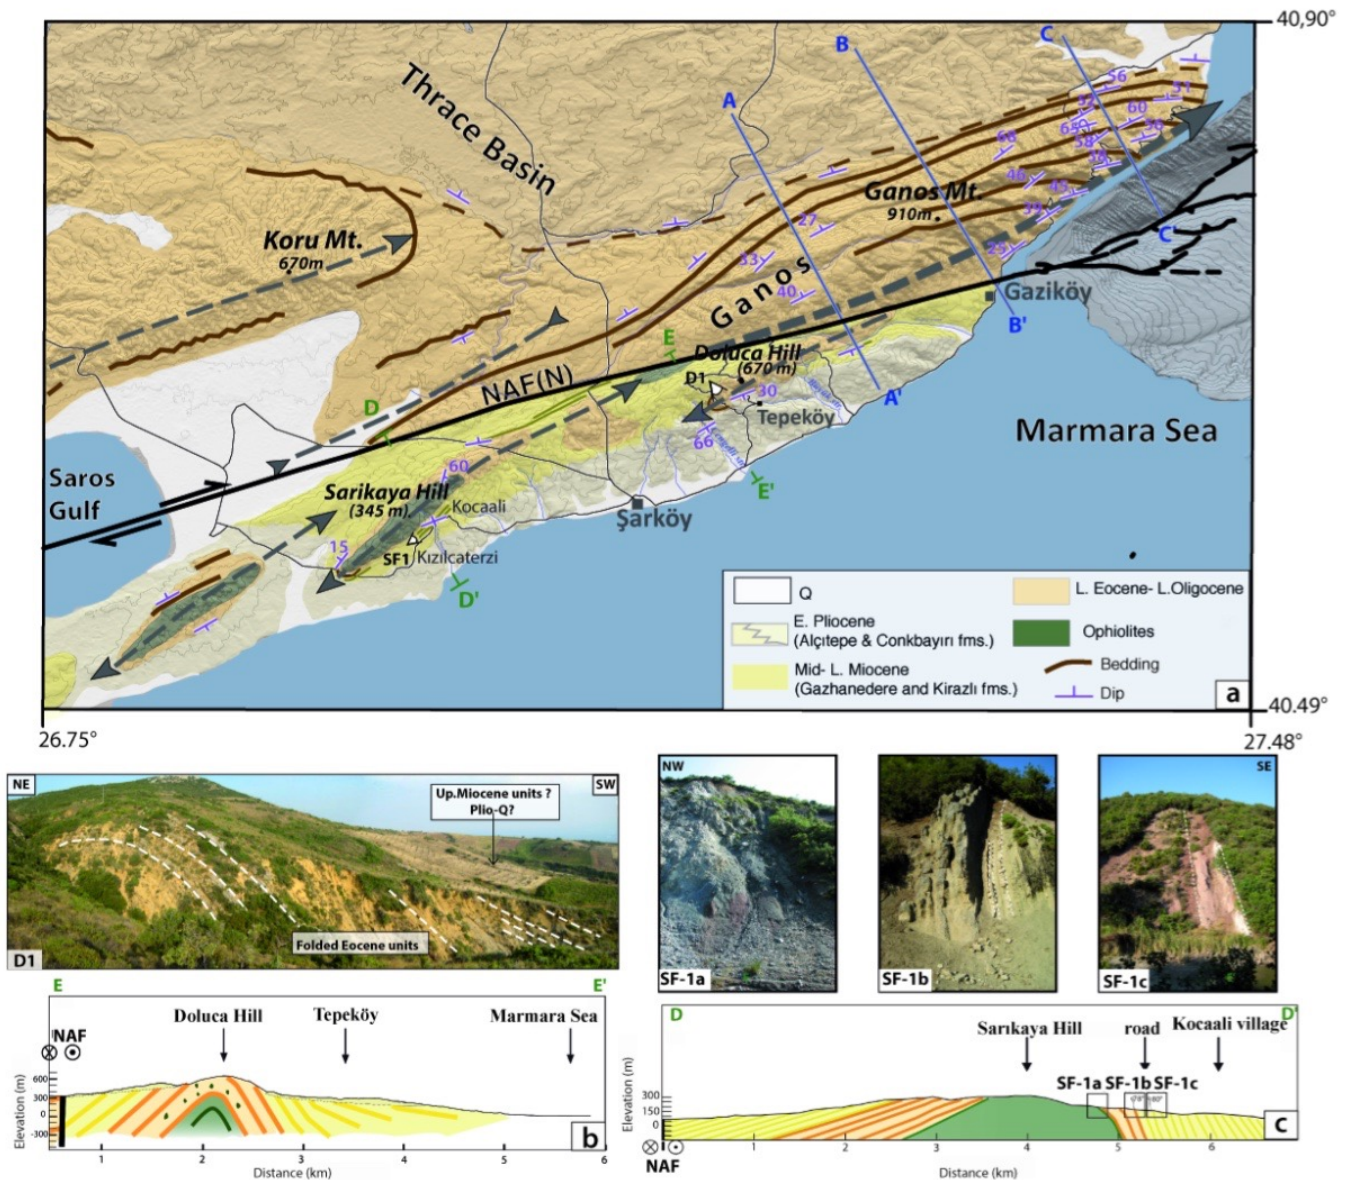 40,90°
Thrace Basin
A
B
C
56
51
60
65
58
50
68
46
45
39
25
27
33
40
Koru Mt.
670m
Ganos Mt.
910m
C'
Ganos
Gaziköy
B'
E
NAF(N)
Doluca Hill
(670 m)
D1
30
Tepeköy
A'
66
D
Marmara Sea
Saros
Gulf
60
Sarikaya Hill
(345 m).
Kocaali
E'
Şarköy
15
SF1 Kızılcaterzi
D'
Q
E. Pliocene
(Alçıtepe & Conkbayırı fms.)
Mid- L. Miocene
(Gazhanedere and Kirazlı fms.)
L. Eocene- L.Oligocene
Ophiolites
Bedding
Dip
a
40.49°
26.75°
27.48°
NE
SW
Up.Miocene units ?
Plio-Q?
Folded Eocene units
D1
NW
SF-1a
SF-1b
SE
SF-1c
E
E'
Doluca Hill
Tepeköy
Marmara Sea
NAF
Elevation (m)
600
300
0
-300
b
1
2
3
4
5
6
Distance (km)
D
D'
Sarıkaya Hill
road
Kocaali village
SF-1a SF-1b SF-1c
Elevation (m)
300
150
0
c
NAF
1
2
3
4
5
6
Distance (km)